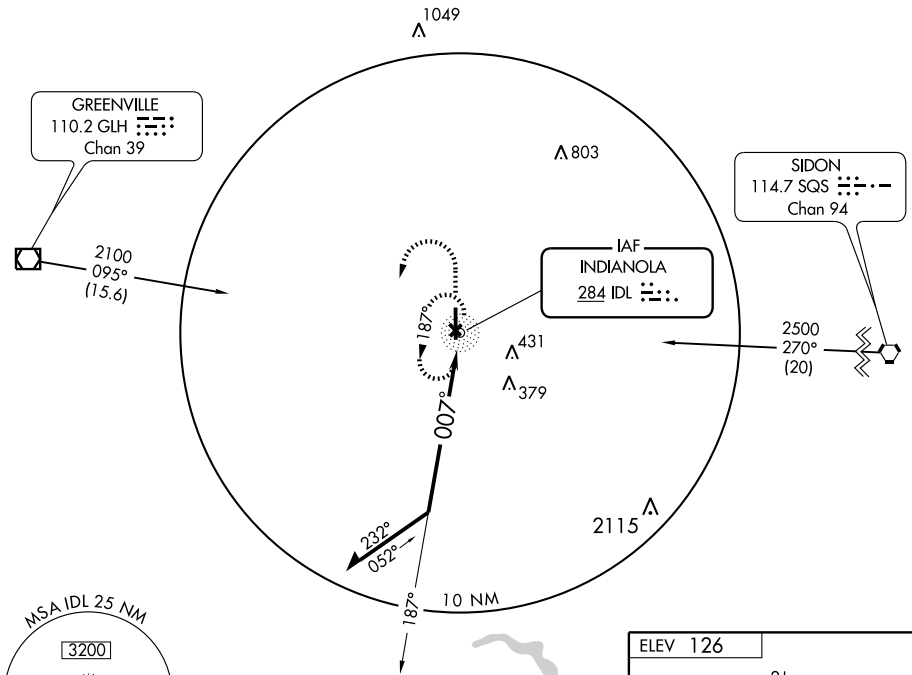 1049
GREENVILLE
110.2 GLH
Chan 39
803
SIDON
114.7 SQS
Chan 94
2100
095°
(15.6)
IAF
INDIANOLA
284 IDL
187°
431
379
2500
270°
(20)
007°
2115
232°
052°
187°
10 NM
MSA IDL 25 NM
3200
ELEV 126